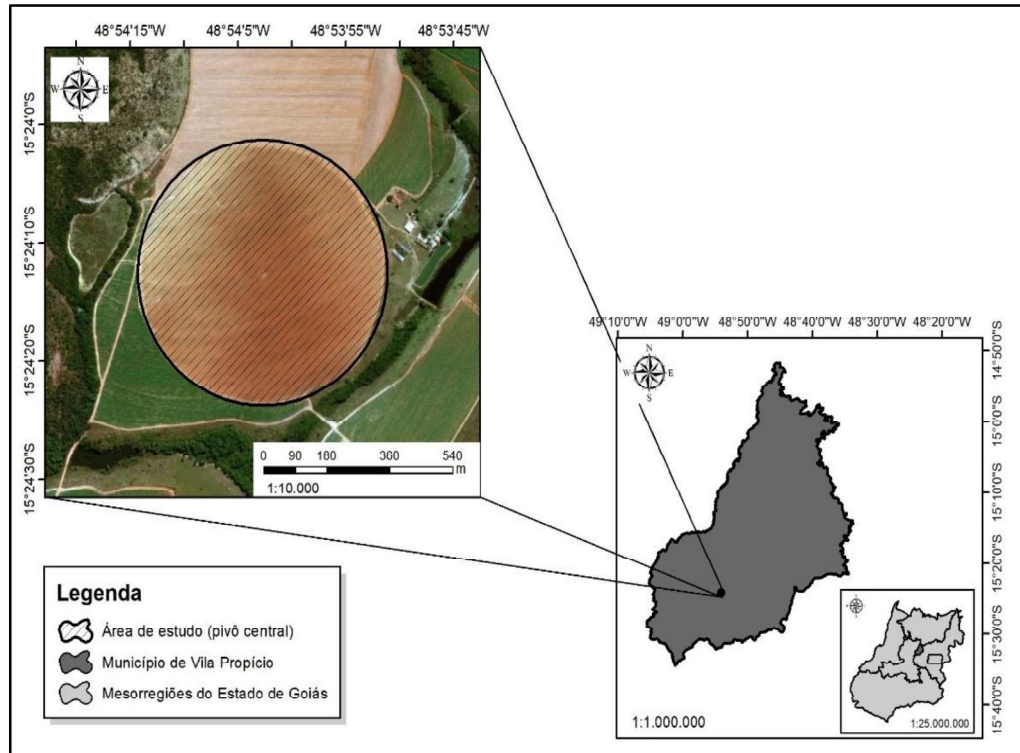 48°54'15"W 48°54'5"W 48°53'55"W 48°53'45"W
N
W E
S
15°24'0"S
15°24'10"S
15°24'20"S
15°24'30"S
0 90 180 360 540
m
1:10.000
49°10'0"W 49°0'0"W 48°50'0"W 48°40'0"W 48°30'0"W 48°20'0"W
N
W E
S
14°50'0"S
15°0'0"S
15°10'0"S
15°20'0"S
15°30'0"S
15°40'0"S
1:1.000.000
1:25.000.000
Legenda
Área de estudo (pivô central)
Município de Vila Propício
Mesorregiões do Estado de Goiás